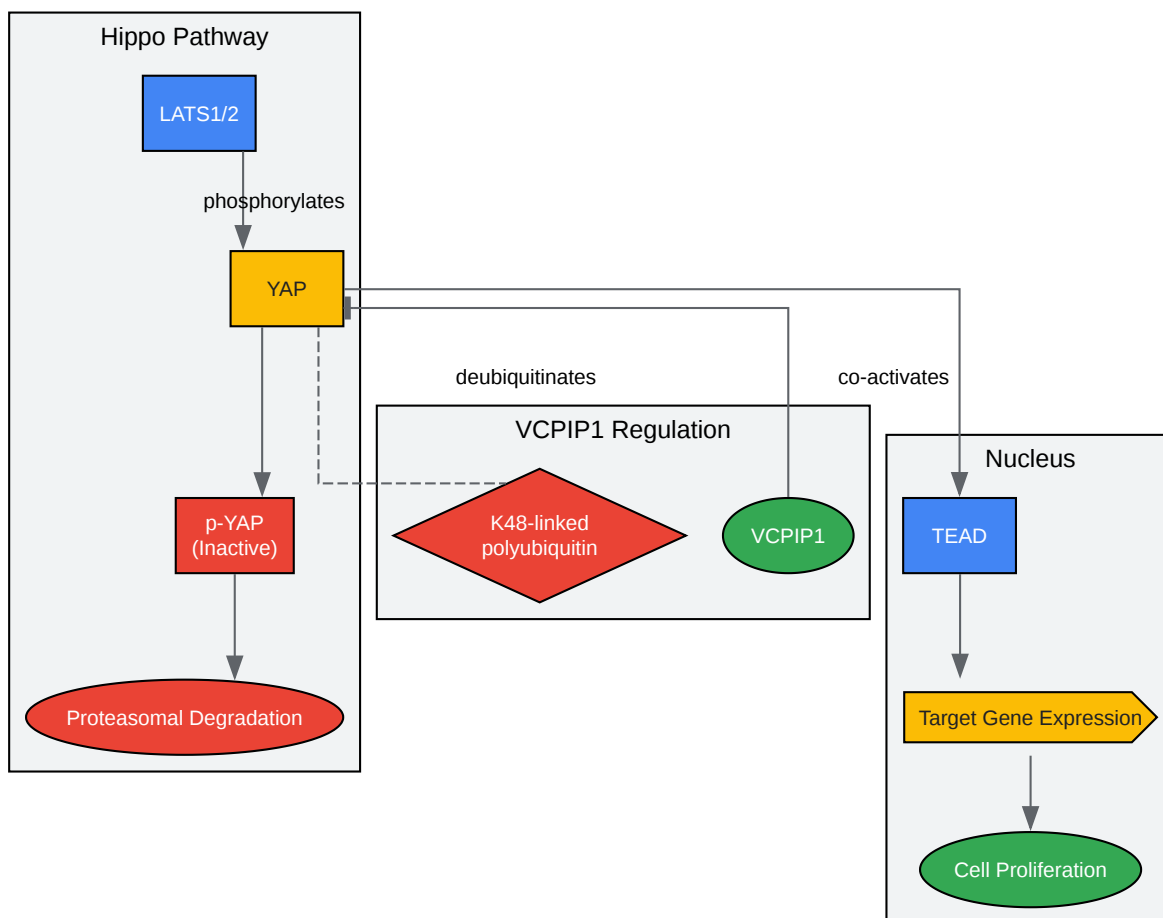 Hippo Pathway
LATS1/2
phosphorylates
YAP
deubiquitinates
co-activates
VCPIP1 Regulation
Nucleus
p-YAP
(Inactive)
K48-linked
polyubiquitin
VCPIP1
TEAD
Proteasomal Degradation
Target Gene Expression
Cell Proliferation